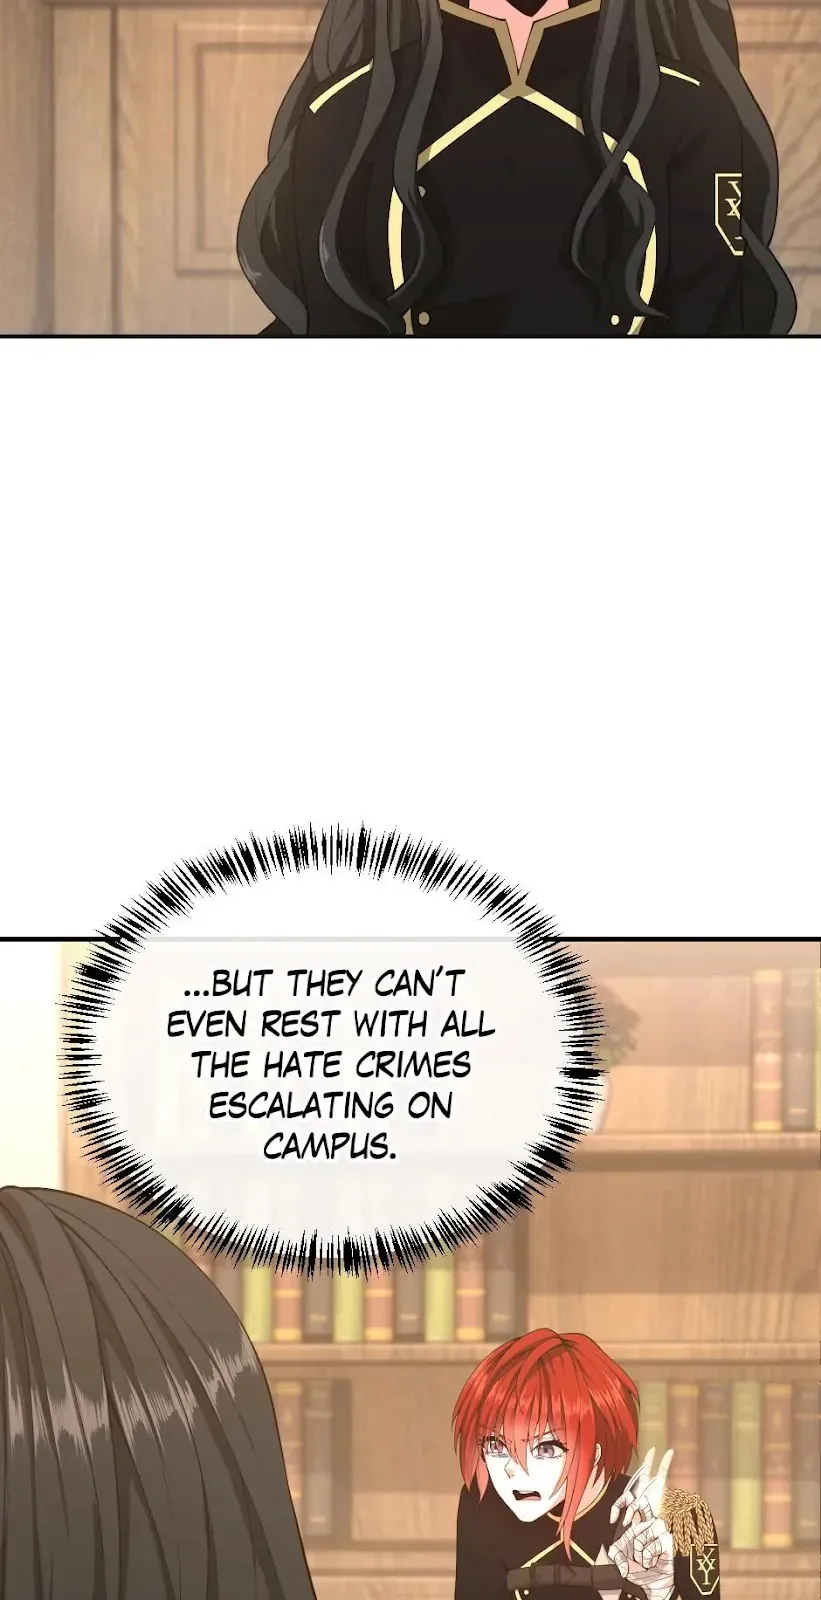 ...BUT THEY CAN'T
EVEN REST WITH ALL
THE HATE CRIMES
ESCALATING ON
CAMPUS.